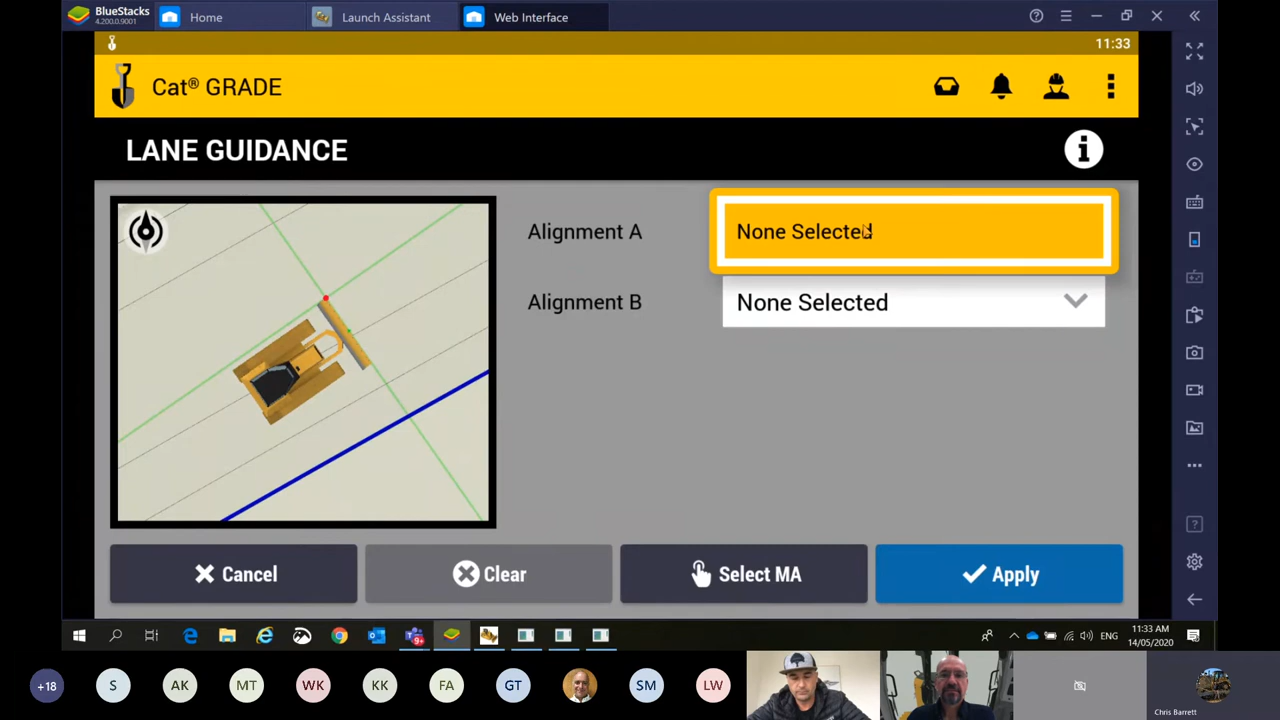 BlueStacks
4.200.0.9001
Home
Launch Assistant
Web Interface
11:33
Cat® GRADE
LANE GUIDANCE
Alignment A
None Selected
Alignment B
None Selected
Cancel
Clear
Select MA
Apply
9+
ENG
11:33 AM
14/05/2020
+18
S
AK
MT
WK
KK
FA
GT
SM
LW
Chris Barrett